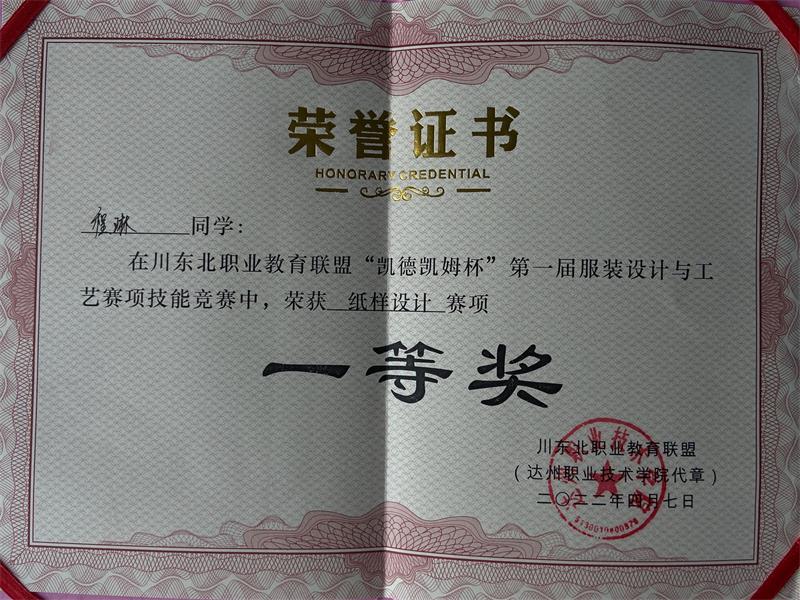 荣誉证书
HONORARY CREDENTIAL
程琳 同学:
在川东北职业教育联盟“凯德凯姆杯”第一届服装设计与工
艺赛项技能竞赛中，荣获 纸样设计 赛项
一等奖
川东北职业教育联盟
（达州职业技术学院代章）
二〇二二年四月七日